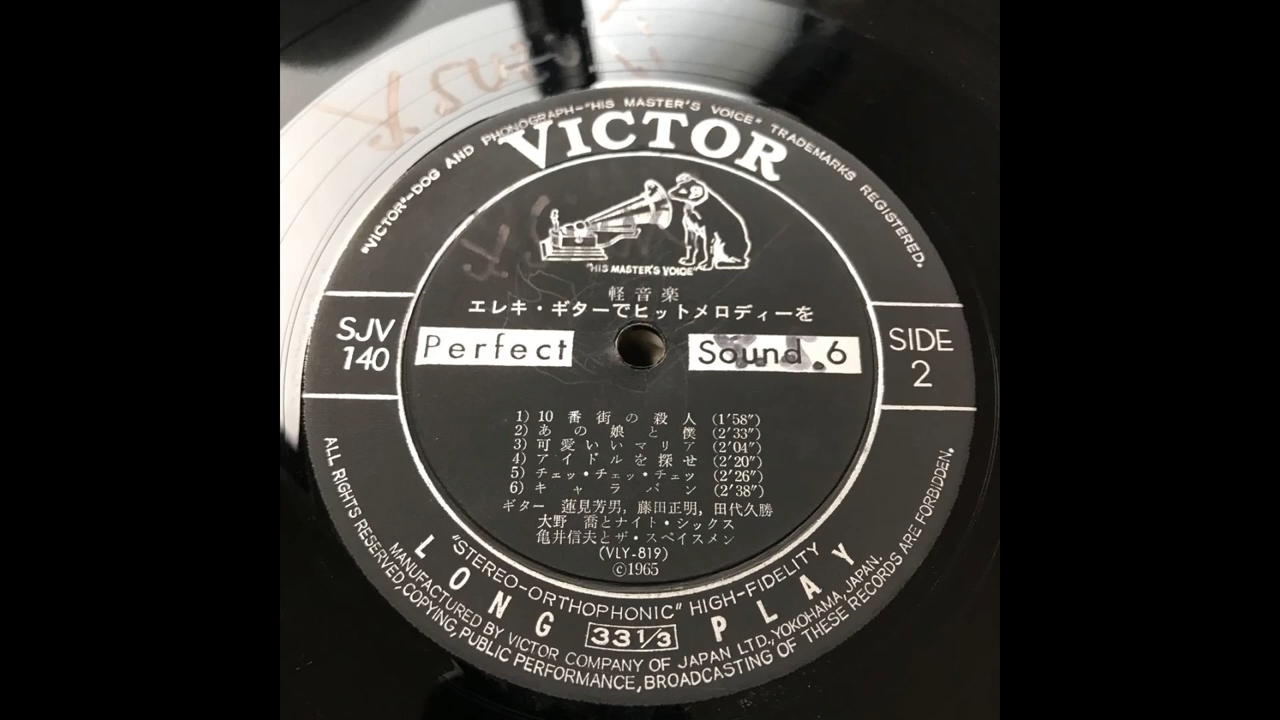 "VICTOR"–DOG AND PHONOGRAPH–"HIS MASTER'S VOICE" TRADEMARKS REGISTERED.
VICTOR
"HIS MASTER'S VOICE"
軽音楽
エレキ・ギターでヒットメロディーを
SJV 140
Perfect Sound.6
SIDE 2
1) 10番街の殺人 (1′58″)
2) あの娘と僕 (2′33″)
3) 可愛いいマリア (2′04″)
4) アイドルを探せ (2′20″)
5) チェッ・チェッ・チェッ (2′26″)
6) キャラバン (2′38″)
ギター 蓮見芳男, 藤田正明, 田代久勝
大野 喬とナイト・シックス
亀井信夫とザ・スペイスメン
(VLY-819)
©1965
"STEREO-ORTHOPHONIC" HIGH-FIDELITY
LONG 33 1/3 PLAY
MANUFACTURED BY VICTOR COMPANY OF JAPAN LTD., YOKOHAMA, JAPAN.
ALL RIGHTS RESERVED, COPYING, PUBLIC PERFORMANCE, BROADCASTING OF THESE RECORDS ARE FORBIDDEN.